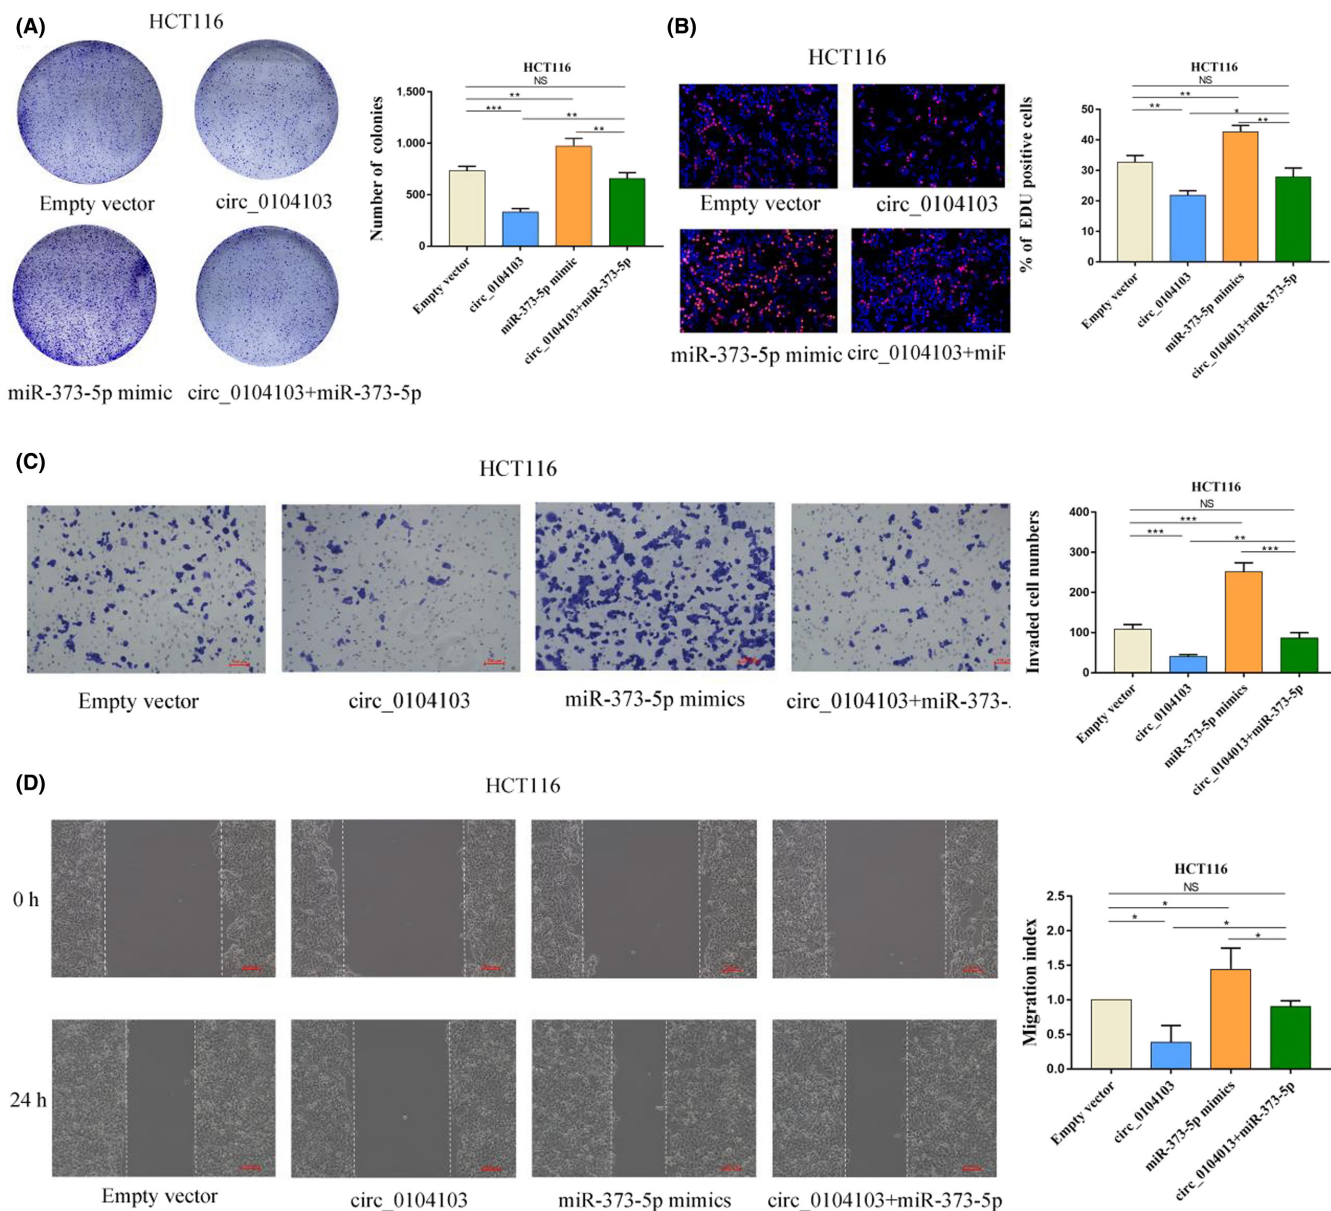 (A)
HCT116
Empty vector
circ_0104103
miR-373-5p mimic
circ_0104103+miR-373-5p
HCT116
NS
**
***
**
**
Number of colonies
1,500
1,000
500
0
Empty vector
circ_0104103
miR-373-5p mimic
circ_0104103+miR-373-5p
(B)
HCT116
Empty vector
circ_0104103
miR-373-5p mimic
circ_0104103+miF
HCT116
NS
**
**
*
**
% of EDU positive cells
50
40
30
20
10
0
Empty vector
circ_0104103
miR-373-5p mimics
circ_0104013+miR-373-5p
(C)
HCT116
Empty vector
circ_0104103
miR-373-5p mimics
circ_0104103+miR-373-.
HCT116
NS
***
***
**
***
Invaded cell numbers
400
300
200
100
0
Empty vector
circ_0104103
miR-373-5p mimics
circ_0104013+miR-373-5p
(D)
HCT116
0 h
24 h
Empty vector
circ_0104103
miR-373-5p mimics
circ_0104103+miR-373-5p
HCT116
NS
*
*
*
*
Migration index
2.5
2.0
1.5
1.0
0.5
0.0
Empty vector
circ_0104103
miR-373-5p mimics
circ_0104013+miR-373-5p